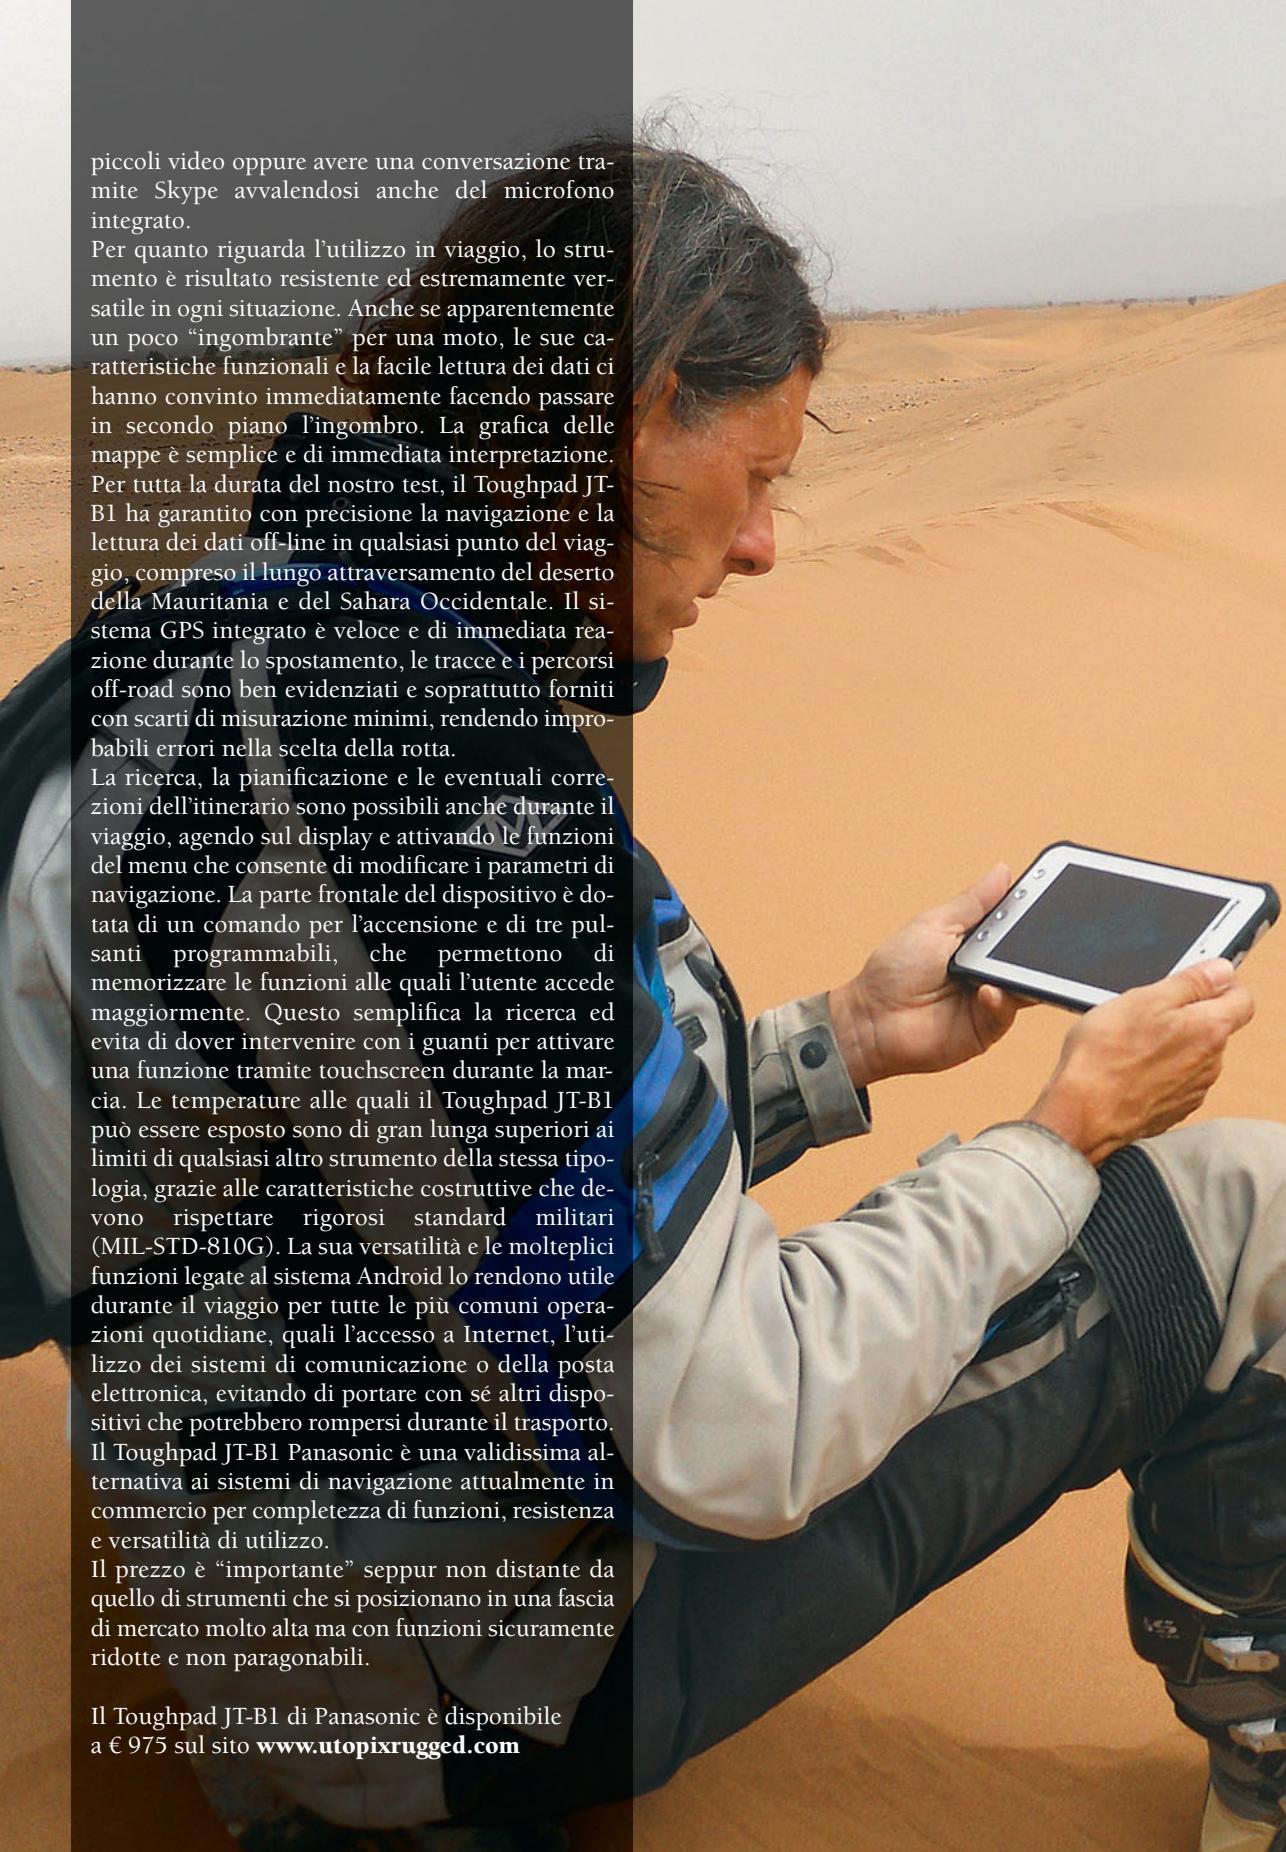 piccoli video oppure avere una conversazione tra-
mite Skype avvalendosi anche del microfono
integrato.
Per quanto riguarda l’utilizzo in viaggio, lo stru-
mento è risultato resistente ed estremamente ver-
satile in ogni situazione. Anche se apparentemente
un poco “ingombrante” per una moto, le sue ca-
ratteristiche funzionali e la facile lettura dei dati ci
hanno convinto immediatamente facendo passare
in secondo piano l’ingombro. La grafica delle
mappe è semplice e di immediata interpretazione.
Per tutta la durata del nostro test, il Toughpad JT-
B1 ha garantito con precisione la navigazione e la
lettura dei dati off-line in qualsiasi punto del viag-
gio, compreso il lungo attraversamento del deserto
della Mauritania e del Sahara Occidentale. Il si-
stema GPS integrato è veloce e di immediata rea-
zione durante lo spostamento, le tracce e i percorsi
off-road sono ben evidenziati e soprattutto forniti
con scarti di misurazione minimi, rendendo impro-
babili errori nella scelta della rotta.
La ricerca, la pianificazione e le eventuali corre-
zioni dell’itinerario sono possibili anche durante il
viaggio, agendo sul display e attivando le funzioni
del menu che consente di modificare i parametri di
navigazione. La parte frontale del dispositivo è do-
tata di un comando per l’accensione e di tre pul-
santi programmabili, che permettono di
memorizzare le funzioni alle quali l’utente accede
maggiormente. Questo semplifica la ricerca ed
evita di dover intervenire con i guanti per attivare
una funzione tramite touchscreen durante la mar-
cia. Le temperature alle quali il Toughpad JT-B1
può essere esposto sono di gran lunga superiori ai
limiti di qualsiasi altro strumento della stessa tipo-
logia, grazie alle caratteristiche costruttive che de-
vono rispettare rigorosi standard militari
(MIL-STD-810G). La sua versatilità e le molteplici
funzioni legate al sistema Android lo rendono utile
durante il viaggio per tutte le più comuni opera-
zioni quotidiane, quali l’accesso a Internet, l’uti-
lizzo dei sistemi di comunicazione o della posta
elettronica, evitando di portare con sé altri dispo-
sitivi che potrebbero rompersi durante il trasporto.
Il Toughpad JT-B1 Panasonic è una validissima al-
ternativa ai sistemi di navigazione attualmente in
commercio per completezza di funzioni, resistenza
e versatilità di utilizzo.
Il prezzo è “importante” seppur non distante da
quello di strumenti che si posizionano in una fascia
di mercato molto alta ma con funzioni sicuramente
ridotte e non paragonabili.
Il Toughpad JT-B1 di Panasonic è disponibile
a € 975 sul sito www.utopixrugged.com